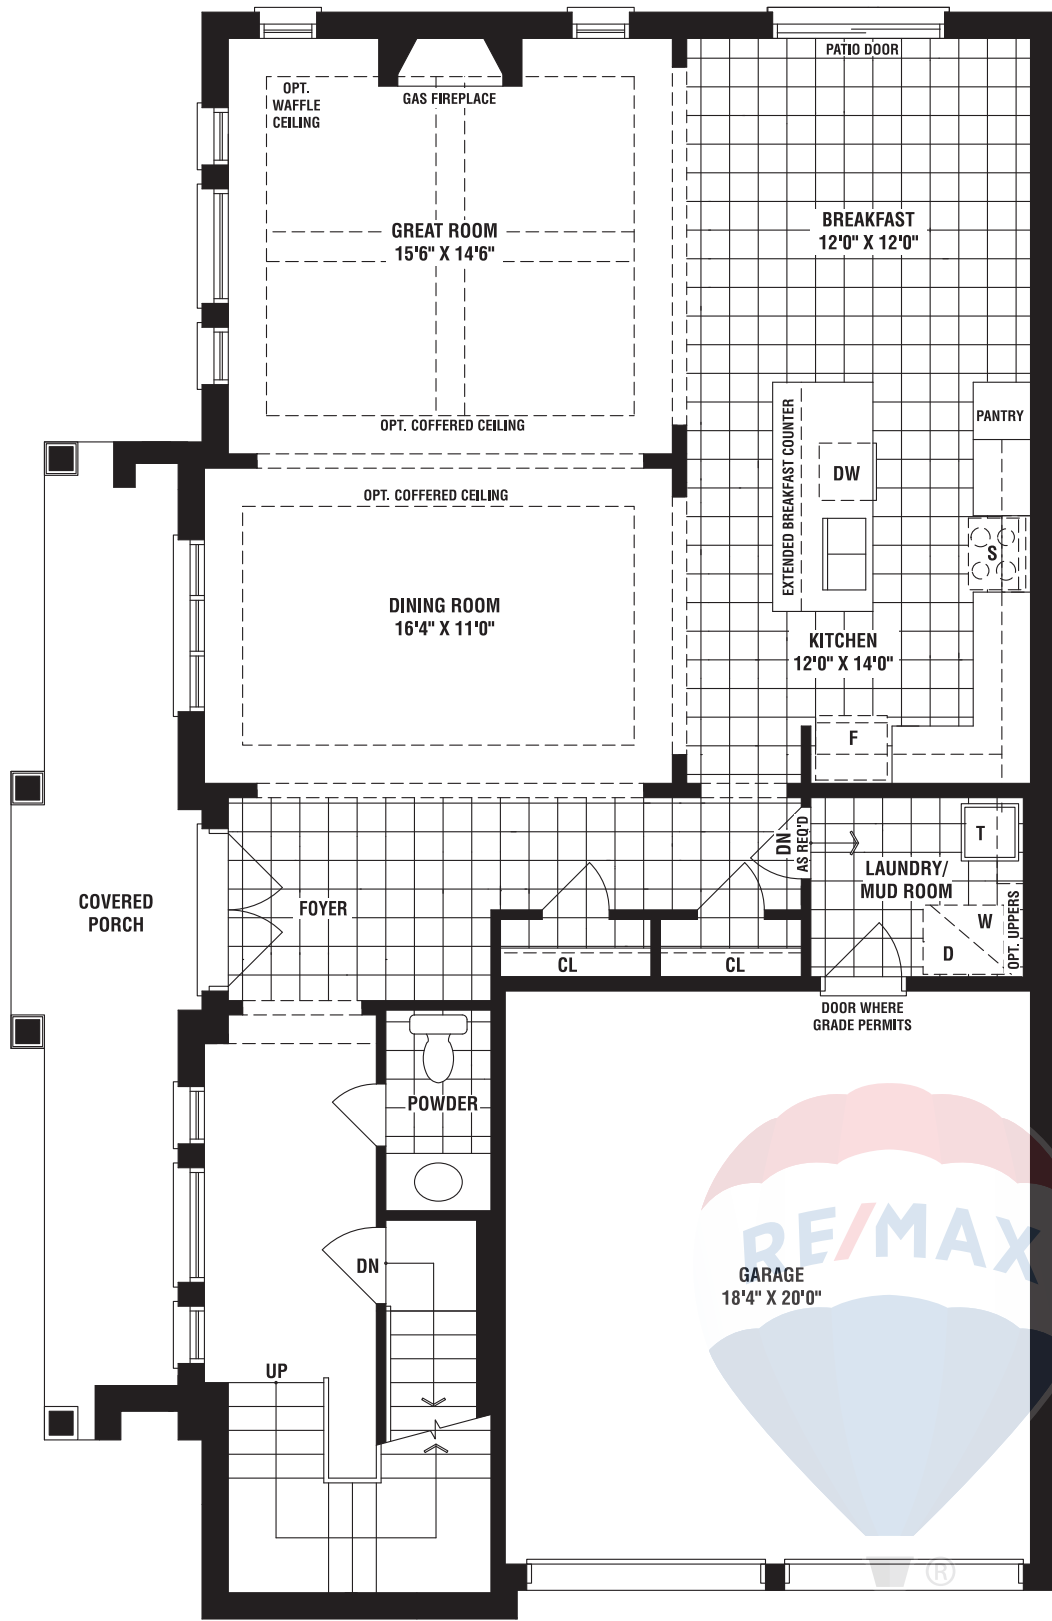 PATIO DOOR
OPT.
WAFFLE
CEILING
GAS FIREPLACE
GREAT ROOM
15'6" X 14'6"
BREAKFAST
12'0" X 12'0"
OPT. COFFERED CEILING
PANTRY
EXTENDED BREAKFAST COUNTER
DW
OPT. COFFERED CEILING
S
DINING ROOM
16'4" X 11'0"
KITCHEN
12'0" X 14'0"
F
DN
AS REQ'D
T
LAUNDRY/
MUD ROOM
COVERED
PORCH
FOYER
W
D
OPT. UPPERS
CL
CL
DOOR WHERE
GRADE PERMITS
POWDER
DN
RE/MAX
GARAGE
18'4" X 20'0"
UP
®